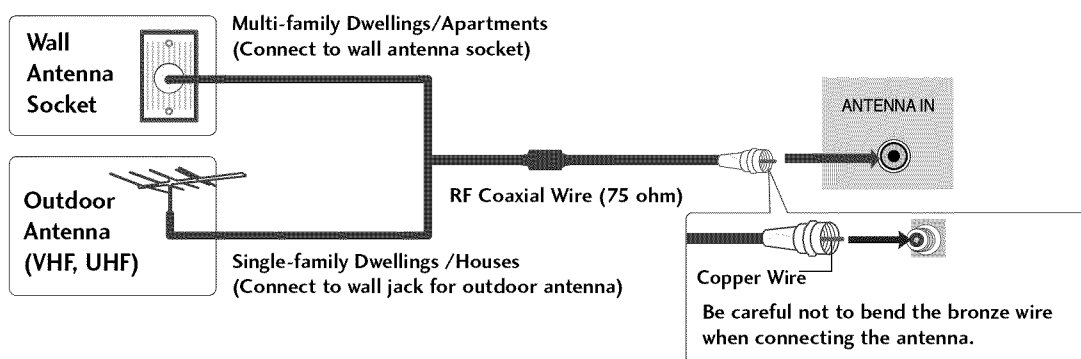 Wall
Antenna
Socket
Multi-family Dwellings/Apartments
(Connect to wall antenna socket)
Outdoor
Antenna
(VHF, UHF)
Single-family Dwellings /Houses
(Connect to wall jack for outdoor antenna)
RF Coaxial Wire (75 ohm)
ANTENNA IN
Copper Wire
Be careful not to bend the bronze wire
when connecting the antenna.